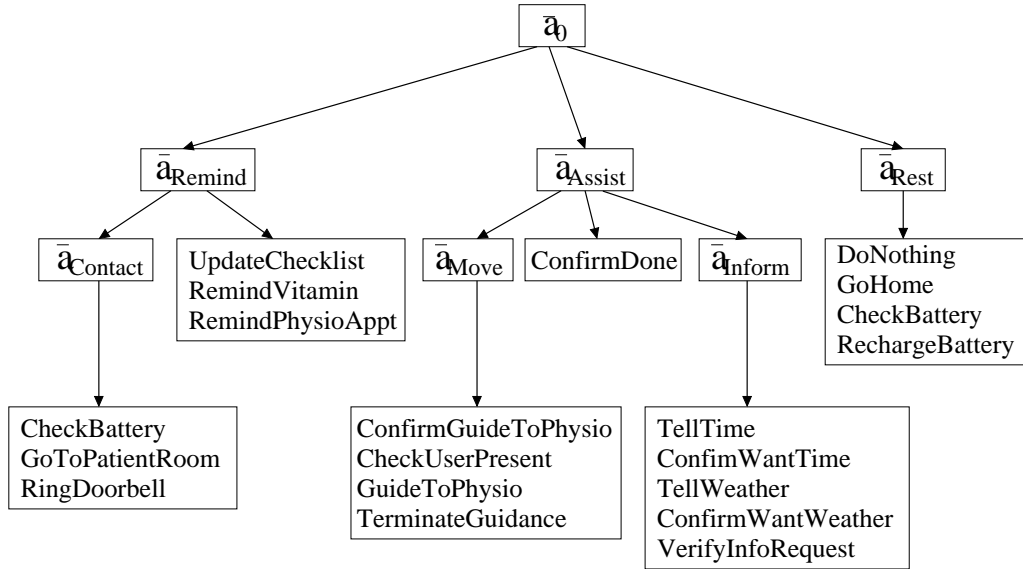 ā0
āRemind
āAssist
āRest
āContact
UpdateChecklist
RemindVitamin
RemindPhysioAppt
āMove
ConfirmDone
āInform
DoNothing
GoHome
CheckBattery
RechargeBattery
CheckBattery
GoToPatientRoom
RingDoorbell
ConfirmGuideToPhysio
CheckUserPresent
GuideToPhysio
TerminateGuidance
TellTime
ConfimWantTime
TellWeather
ConfirmWantWeather
VerifyInfoRequest